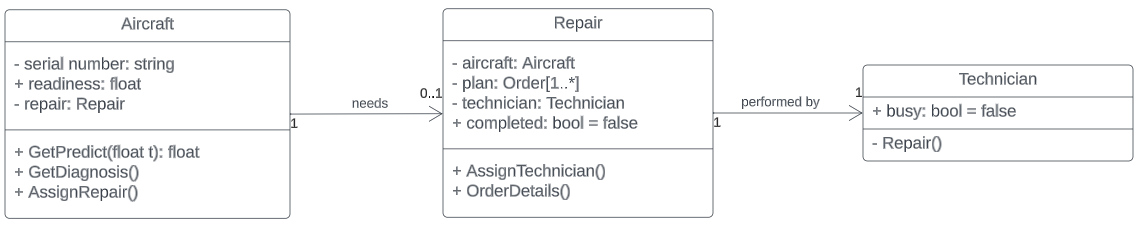 Aircraft
- serial number: string
+ readiness: float
- repair: Repair
+ GetPredict(float t): float
+ GetDiagnosis()
+ AssignRepair()
1
needs
0..1
Repair
- aircraft: Aircraft
- plan: Order[1..*]
- technician: Technician
+ completed: bool = false
+ AssignTechnician()
+ OrderDetails()
1
performed by
1
Technician
+ busy: bool = false
- Repair()